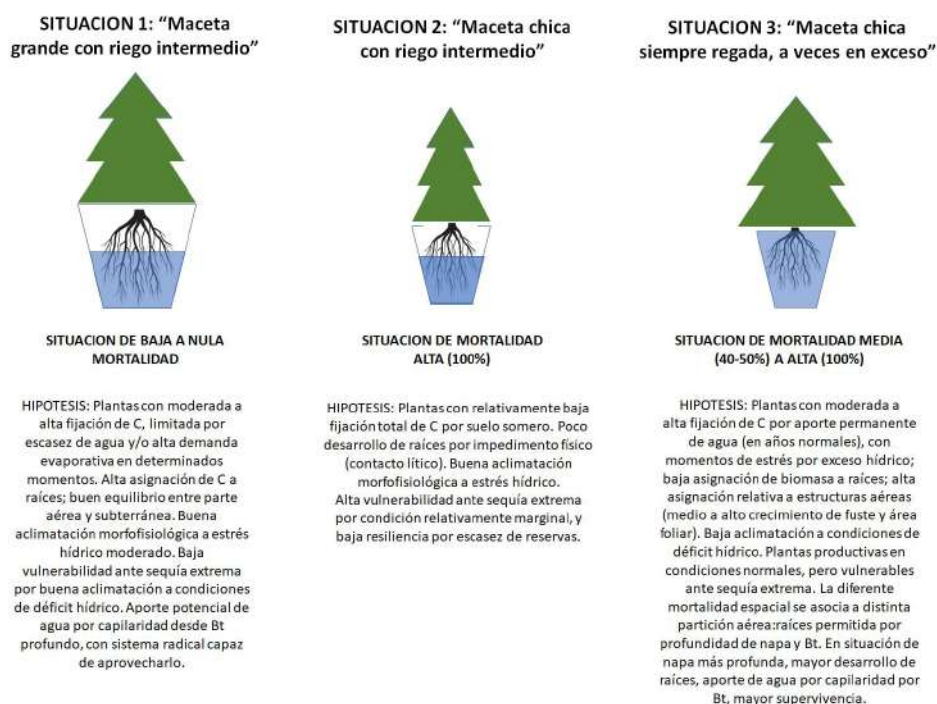 SITUACION 1: “Maceta
grande con riego intermedio”
SITUACION DE BAJA A NULA
MORTALIDAD
HIPOTESIS: Plantas con moderada a
alta fijación de C, limitada por
escasez de agua y/o alta demanda
evaporativa en determinados
momentos. Alta asignación de C a
raíces; buen equilibrio entre parte
aérea y subterránea. Buena
aclimatación morfofisiológica a estrés
hídrico moderado. Baja
vulnerabilidad ante sequía extrema
por buena aclimatación a condiciones
de déficit hídrico. Aporte potencial de
agua por capilaridad desde Bt
profundo, con sistema radical capaz
de aprovecharlo.
SITUACION 2: “Maceta chica
con riego intermedio”
SITUACION DE MORTALIDAD
ALTA (100%)
HIPOTESIS: Plantas con relativamente baja
fijación total de C por suelo somero. Poco
desarrollo de raíces por impedimento físico
(contacto lítico). Buena aclimatación
morfofisiológica a estrés hídrico.
Alta vulnerabilidad ante sequía extrema
por condición relativamente marginal, y
baja resiliencia por escasez de reservas.
SITUACION 3: “Maceta chica
siempre regada, a veces en exceso”
SITUACION DE MORTALIDAD MEDIA
(40-50%) A ALTA (100%)
HIPOTESIS: Plantas con moderada a
alta fijación de C por aporte permanente
de agua (en años normales), con
momentos de estrés por exceso hídrico;
baja asignación de biomasa a raíces; alta
asignación relativa a estructuras aéreas
(medio a alto crecimiento de fuste y área
foliar). Baja aclimatación a condiciones de
déficit hídrico. Plantas productivas en
condiciones normales, pero vulnerables
ante sequía extrema. La diferente
mortalidad espacial se asocia a distinta
partición aérea:raíces permitida por
profundidad de napa y Bt. En situación de
napa más profunda, mayor desarrollo de
raíces, aporte de agua por capilaridad por
Bt, mayor supervivencia.